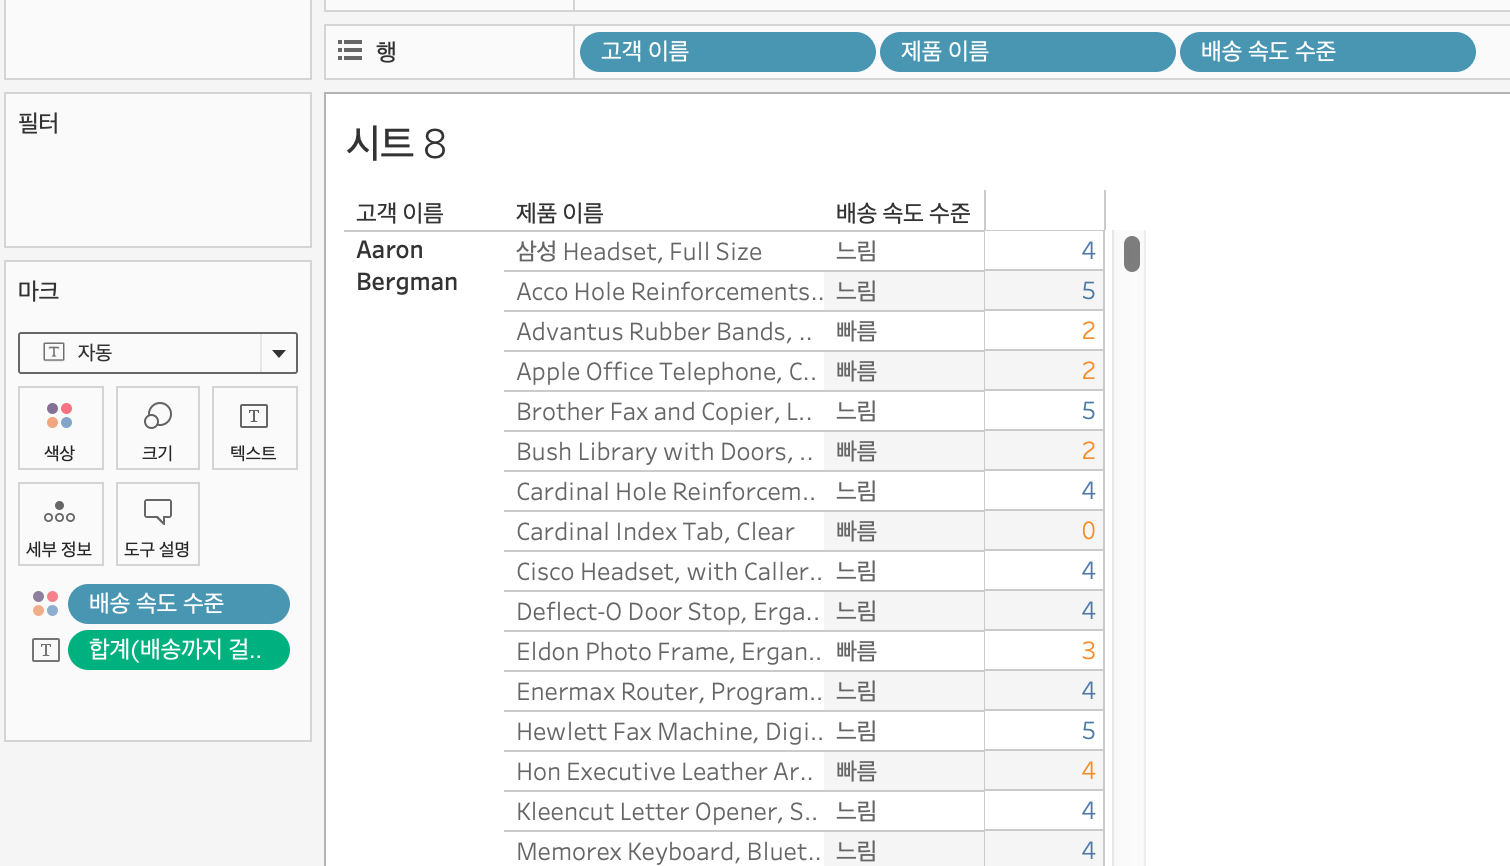 행
고객 이름
제품 이름
배송 속도 수준
필터
마크
자동
색상
크기
텍스트
세부 정보
도구 설명
배송 속도 수준
합계(배송까지 걸..
시트 8
고객 이름 제품 이름 배송 속도 수준
Aaron
Bergman
삼성 Headset, Full Size 느림 4
Acco Hole Reinforcements.. 느림 5
Advantus Rubber Bands, .. 빠름 2
Apple Office Telephone, C.. 빠름 2
Brother Fax and Copier, L.. 느림 5
Bush Library with Doors, .. 빠름 2
Cardinal Hole Reinforcem.. 느림 4
Cardinal Index Tab, Clear 빠름 0
Cisco Headset, with Caller.. 느림 4
Deflect-O Door Stop, Erga.. 느림 4
Eldon Photo Frame, Ergan.. 빠름 3
Enermax Router, Program.. 느림 4
Hewlett Fax Machine, Digi.. 느림 5
Hon Executive Leather Ar.. 빠름 4
Kleencut Letter Opener, S.. 느림 4
Memorex Keyboard, Bluet.. 느림 4